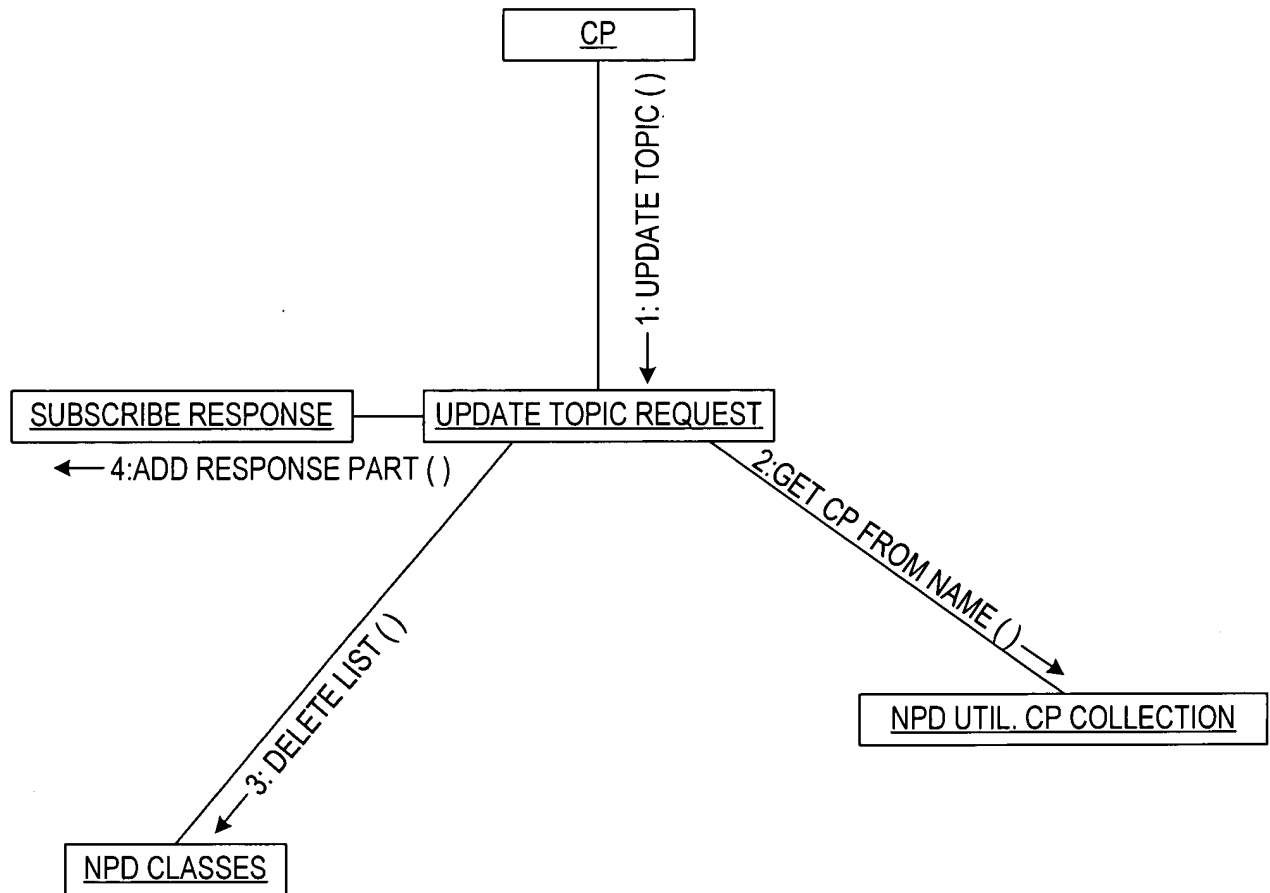 CP
1: UPDATE TOPIC ( )
SUBSCRIBE RESPONSE
UPDATE TOPIC REQUEST
4:ADD RESPONSE PART ( )
2:GET CP FROM NAME ( )
3: DELETE LIST ( )
NPD UTIL. CP COLLECTION
NPD CLASSES